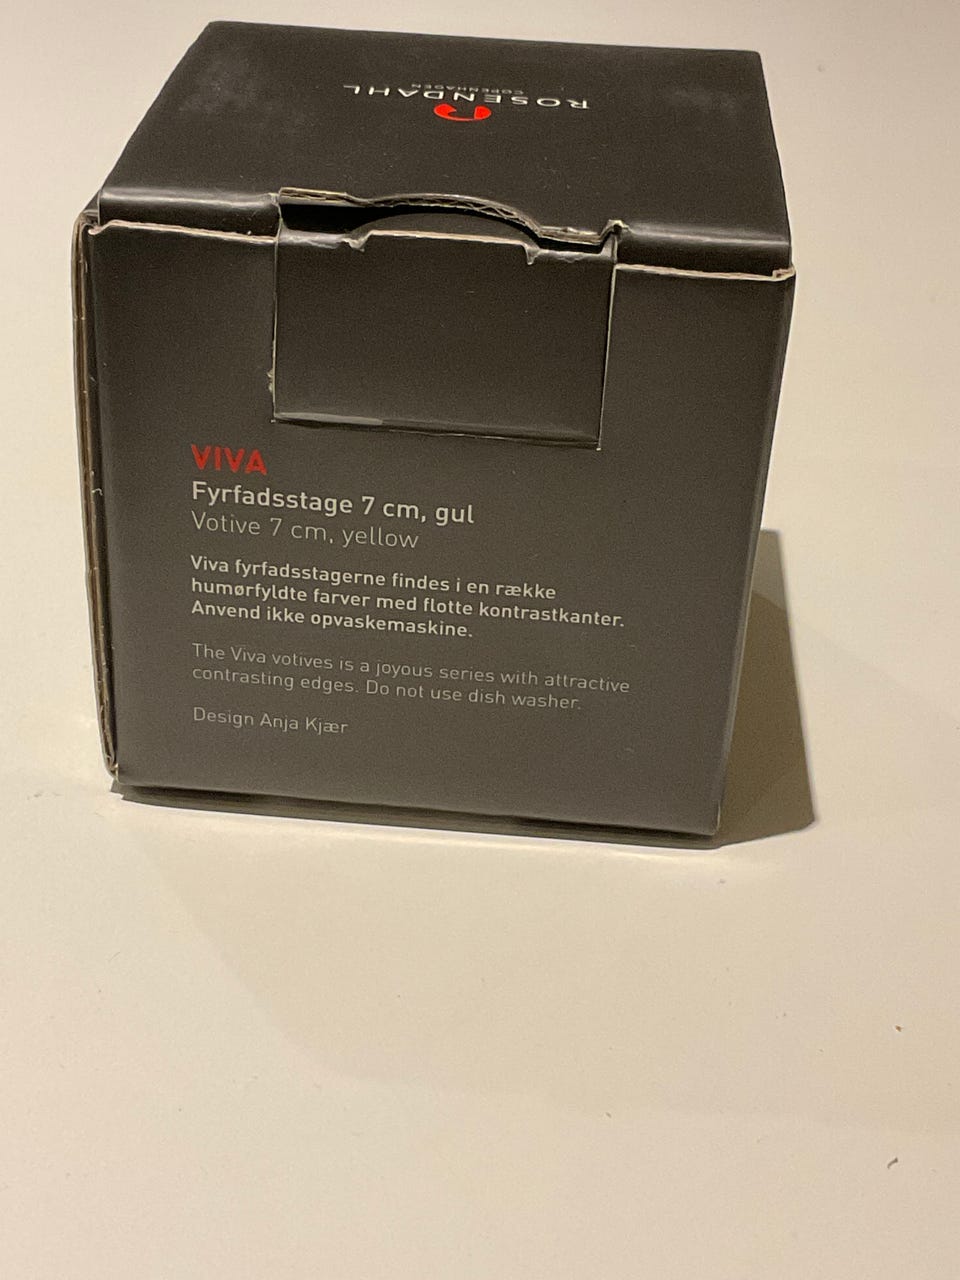 ROSENDAHL
COPENHAGEN
VIVA
Fyrfadsstage 7 cm, gul
Votive 7 cm, yellow
Viva fyrfadsstagerne findes i en række
humørfyldte farver med flotte kontrastkanter.
Anvend ikke opvaskemaskine.
The Viva votives is a joyous series with attractive
contrasting edges. Do not use dish washer.
Design Anja Kjær